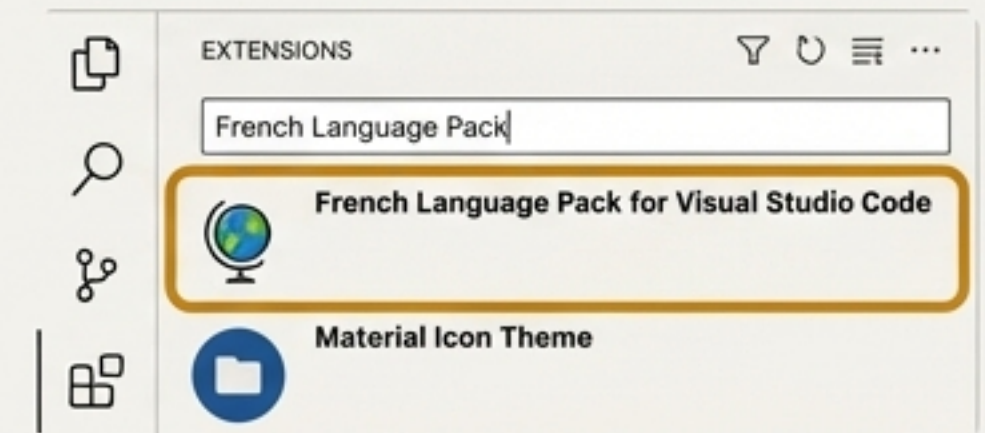 EXTENSIONS
French Language Pack
French Language Pack for Visual Studio Code
Material Icon Theme